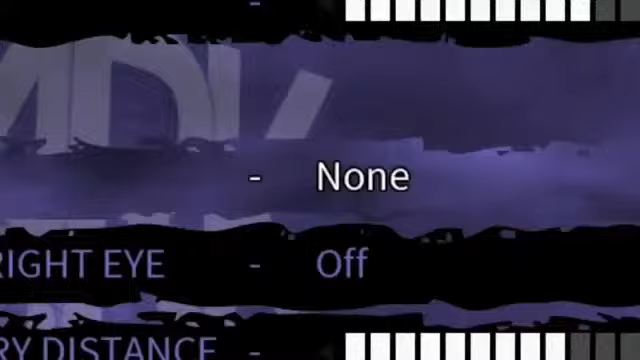 -
- None
RIGHT EYE - Off
RY DISTANCE -